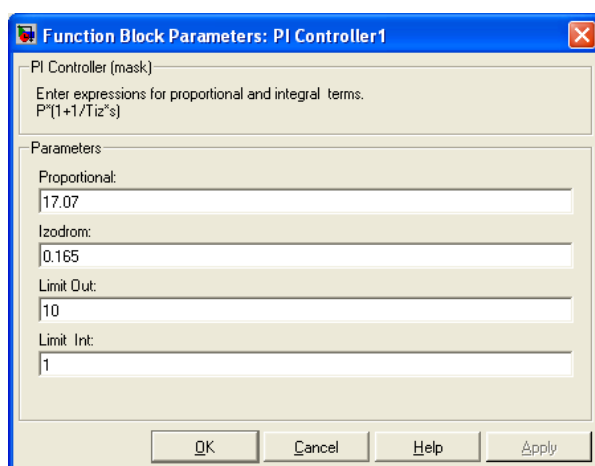 Function Block Parameters: PI Controller1
PI Controller (mask)
Enter expressions for proportional and integral terms.
P*(1+1/Tiz*s)
Parameters
Proportional:
17.07
Izodrom:
0.165
Limit Out:
10
Limit Int:
1
OK Cancel Help Apply